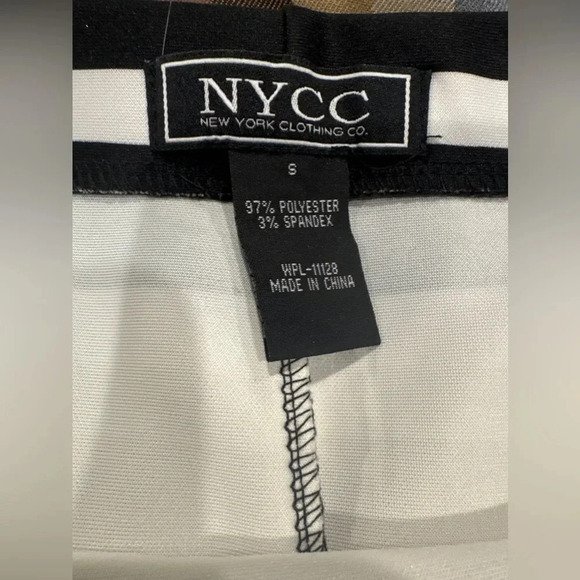 NYCC
NEW YORK CLOTHING CO.
S
97% POLYESTER
3% SPANDEX
WPL-11128
MADE IN CHINA